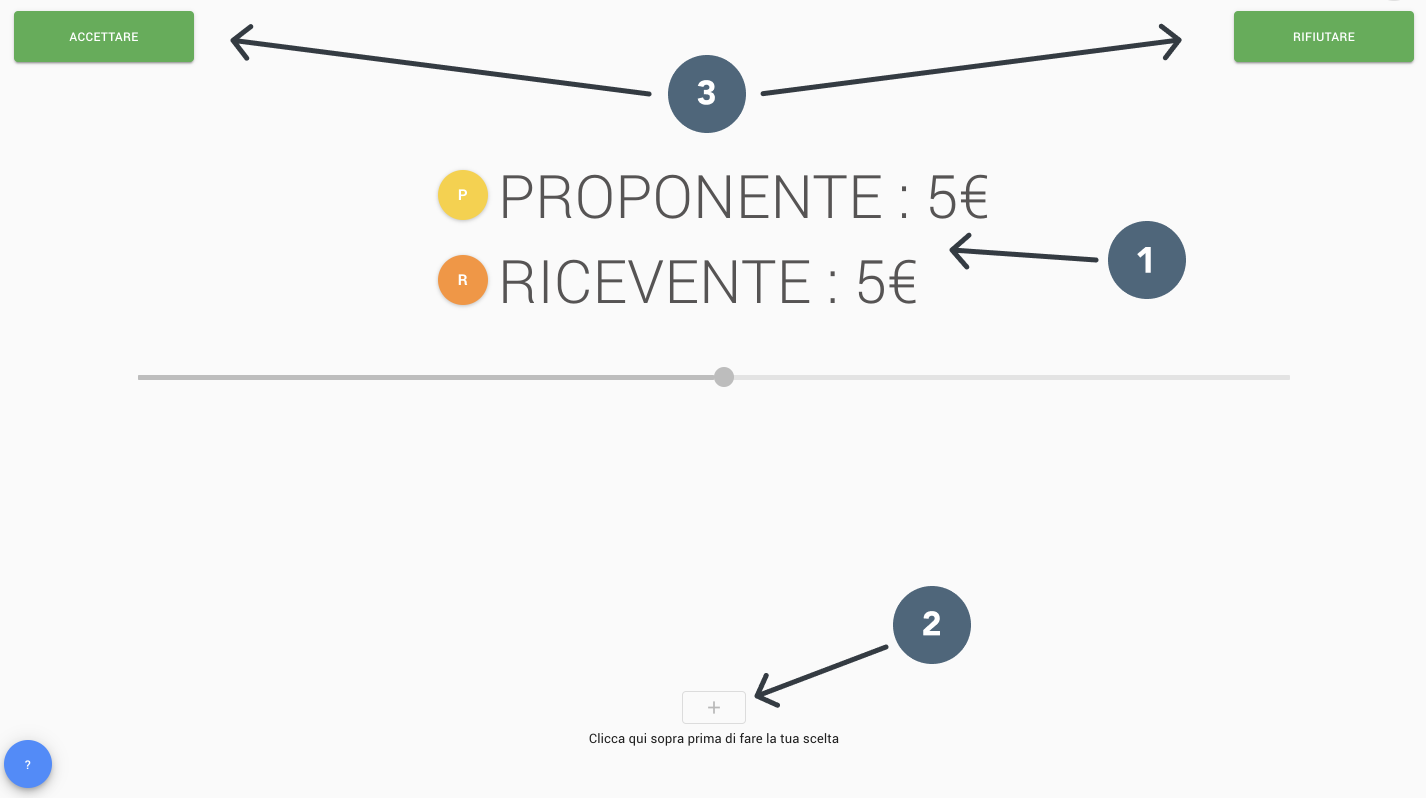 ACCETTARE
RIFIUTARE
3
P PROPONENTE : 5€
1
R RICEVENTE : 5€
2
+
Clicca qui sopra prima di fare la tua scelta
?